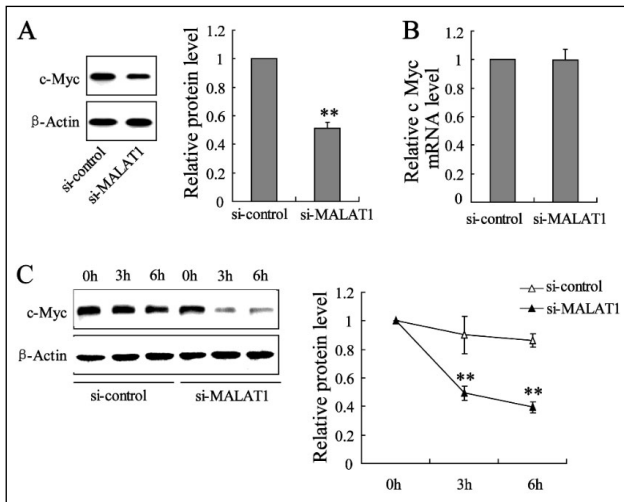 A
c-Myc
β-Actin
si-control
si-MALAT1
Relative protein level
1.2
1
0.8
0.6
0.4
0.2
0
**
si-control
si-MALAT1
B
Relative c Myc
mRNA level
1.2
1
0.8
0.6
0.4
0.2
0
si-control
si-MALAT1
C
0h 3h 6h 0h 3h 6h
c-Myc
β-Actin
si-control si-MALAT1
Relative protein level
1.2
1
0.8
0.6
0.4
0.2
0
si-control
si-MALAT1
**
**
0h 3h 6h